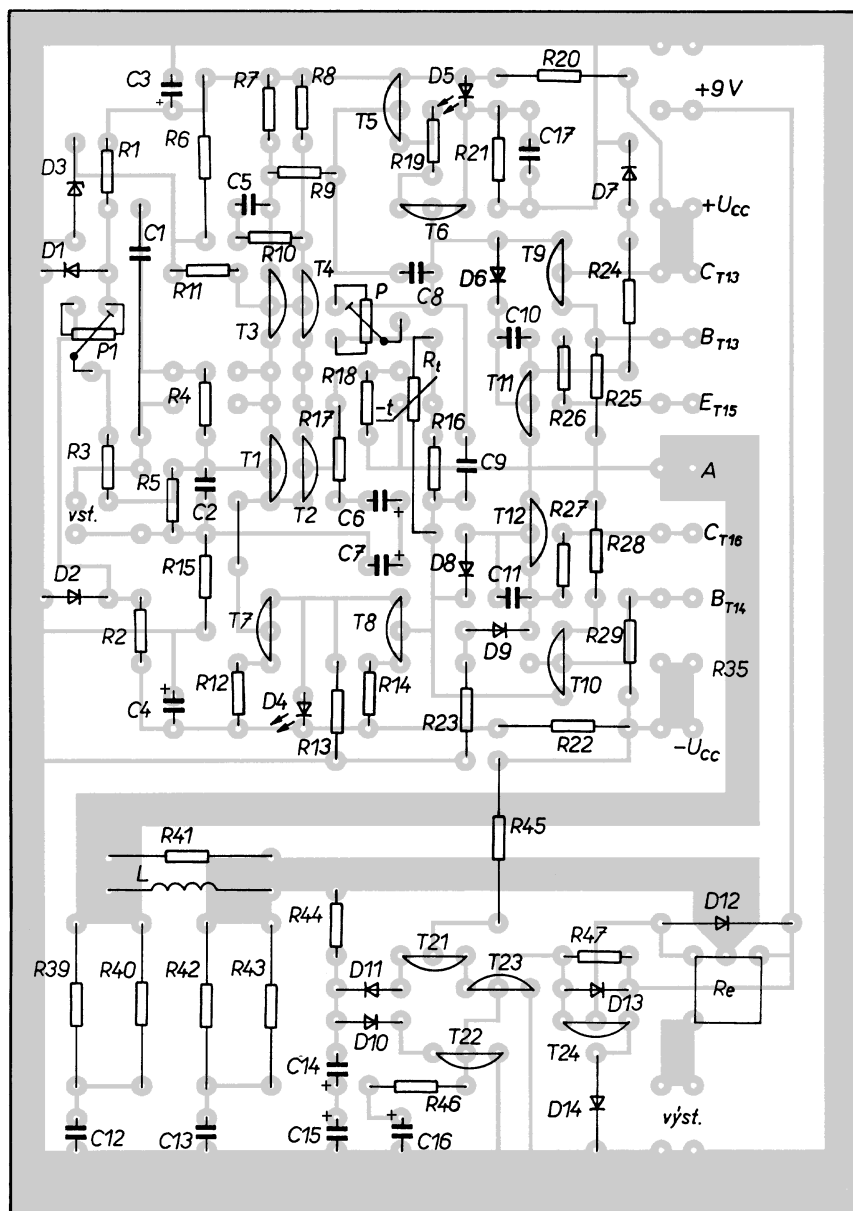 C3
R7
R8
D5
R20
+9V
+
D3
R1
R6
T5
R19
R21
C17
R9
D7
C5
+Ucc
T6
D1
C1
R10
R11
T4
D6
T9
R24
CT13
C8
P
T3
C10
BT13
P1
Rt
R18
T11
R4
-t
R26
R25
ET15
R17
R16
R3
T1
C9
A
R5
vst.
C2
T2
C6
+
T12
R27
CT16
C7
+
R15
D8
R28
D2
C11
BT14
R2
T7
T8
D9
R29
R35
R12
D4
R14
T10
+
C4
R13
R23
R22
-Ucc
R41
R45
L
D12
R44
T21
R47
R39
R40
R42
R43
D11
T23
D13
Re
D10
T22
T24
C14
+
R46
D14
výst.
C12
C13
+
C15
+
C16